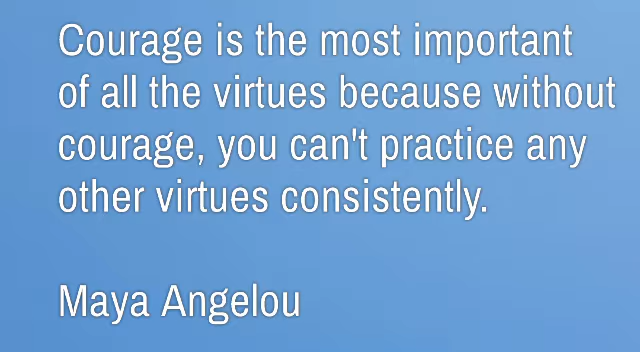 Courage is the most important
of all the virtues because without
courage, you can't practice any
other virtues consistently.
Maya Angelou